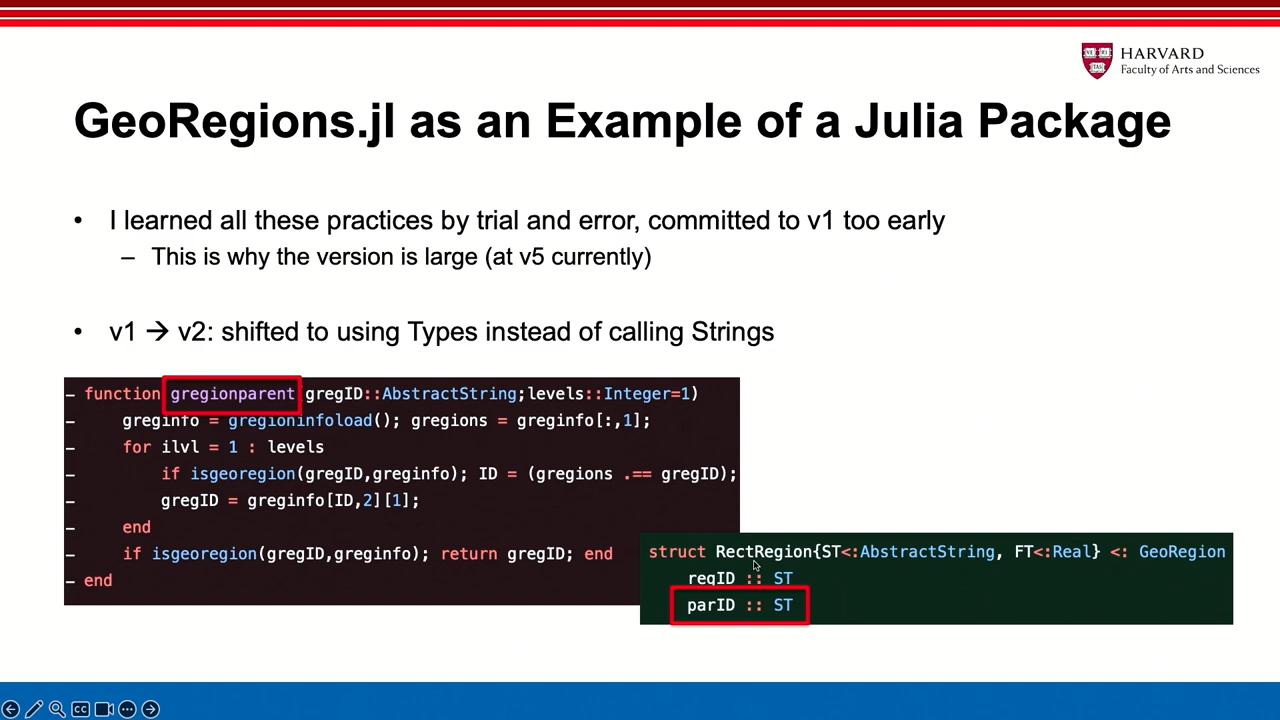 HARVARD
Faculty of Arts and Sciences
GeoRegions.jl as an Example of a Julia Package
• I learned all these practices by trial and error, committed to v1 too early
– This is why the version is large (at v5 currently)
• v1 → v2: shifted to using Types instead of calling Strings
– function gregionparent(gregID::AbstractString;levels::Integer=1)
– greginfo = gregioninfoload(); gregions = greginfo[:,1];
– for ilvl = 1 : levels
– if isgeoregion(gregID,greginfo); ID = (gregions .== gregID);
– gregID = greginfo[ID,2][1];
– end
– if isgeoregion(gregID,greginfo); return gregID; end
– end
struct RectRegion{ST<:AbstractString, FT<:Real} <: GeoRegion
regID :: ST
parID :: ST
CC